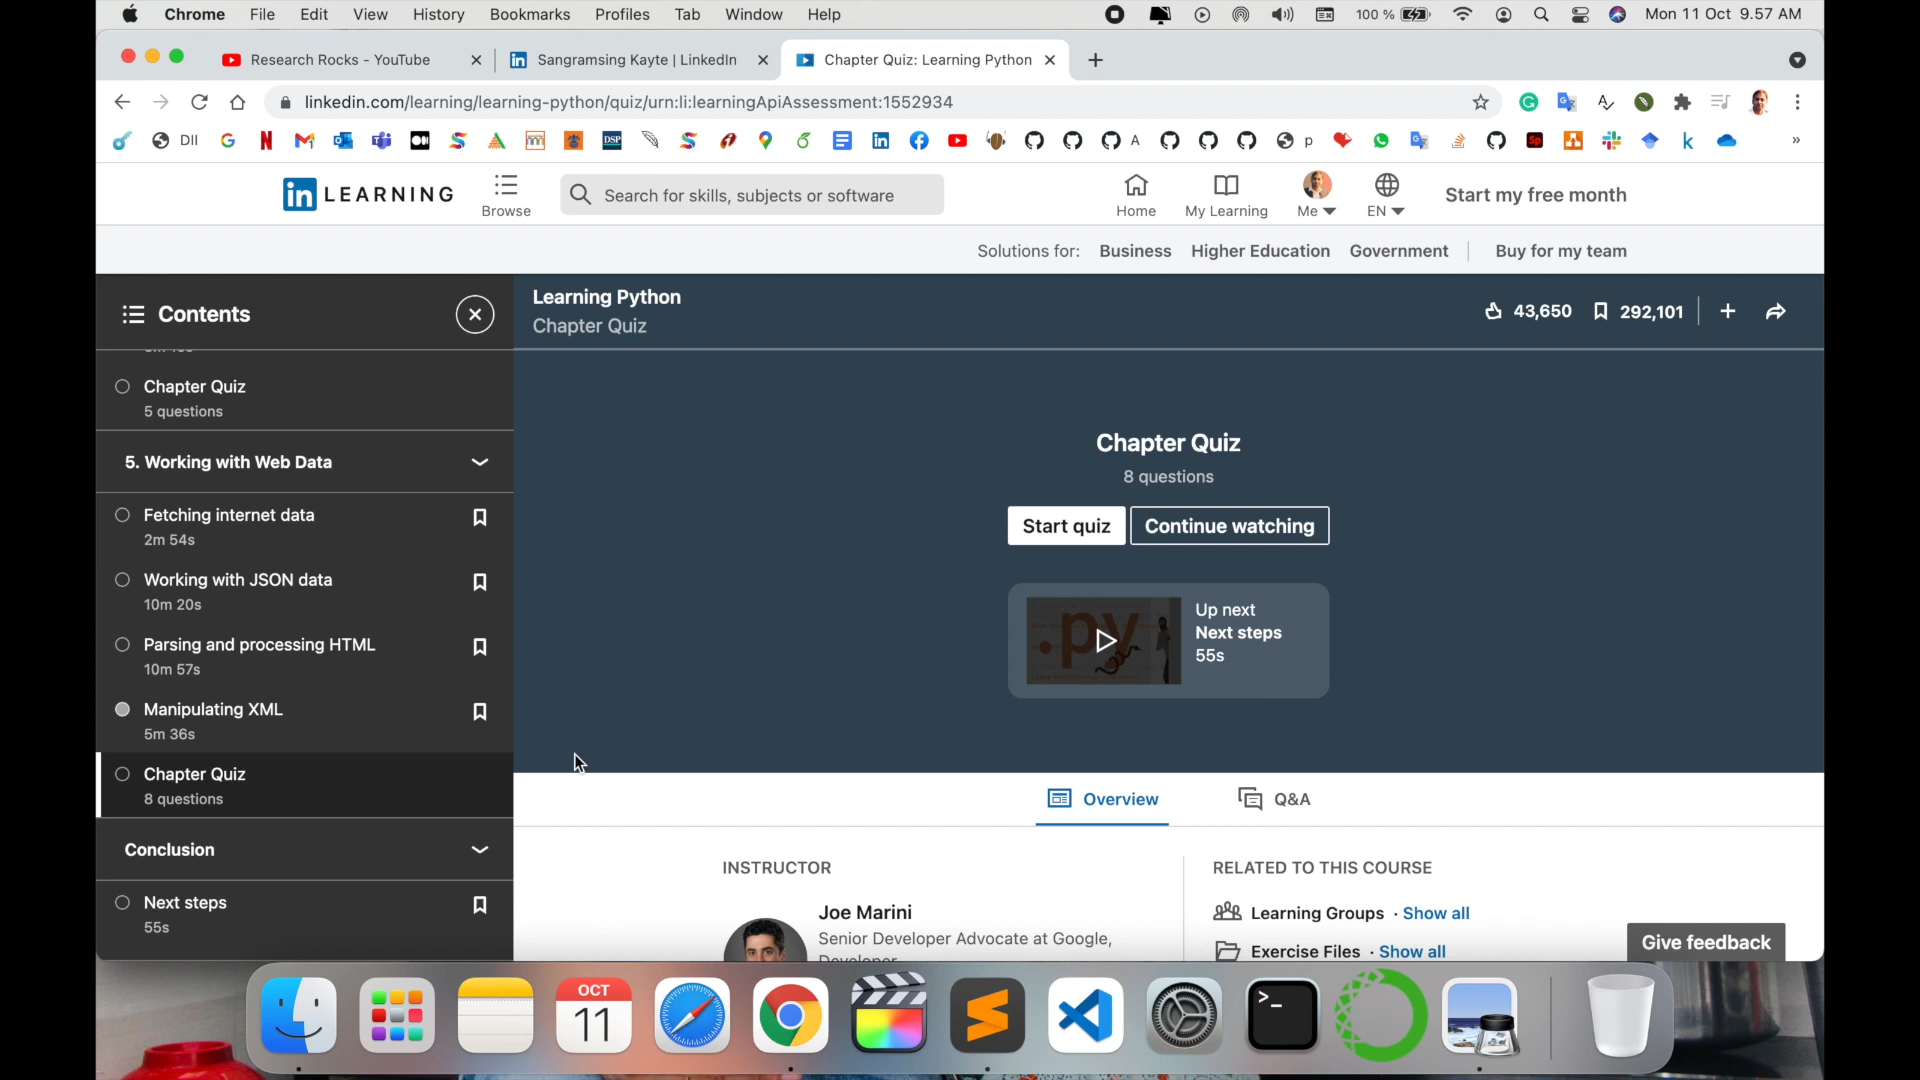 Chrome File Edit View History Bookmarks Profiles Tab Window Help 100 % Mon 11 Oct 9.57 AM
Research Rocks - YouTube Sangramsing Kayte | LinkedIn Chapter Quiz: Learning Python
linkedin.com/learning/learning-python/quiz/urn:li:learningApiAssessment:1552934
DII DSP A p Sp k »
in LEARNING Browse Search for skills, subjects or software Home My Learning Me EN Start my free month
Solutions for: Business Higher Education Government Buy for my team
Contents
Chapter Quiz
5 questions
5. Working with Web Data
Fetching internet data
2m 54s
Working with JSON data
10m 20s
Parsing and processing HTML
10m 57s
Manipulating XML
5m 36s
Chapter Quiz
8 questions
Conclusion
Next steps
55s
Learning Python
Chapter Quiz
43,650 292,101
Chapter Quiz
8 questions
Start quiz Continue watching
.py
Up next
Next steps
55s
Overview Q&A
INSTRUCTOR
Joe Marini
Senior Developer Advocate at Google,
RELATED TO THIS COURSE
Learning Groups · Show all
Exercise Files · Show all
Give feedback
OCT
11